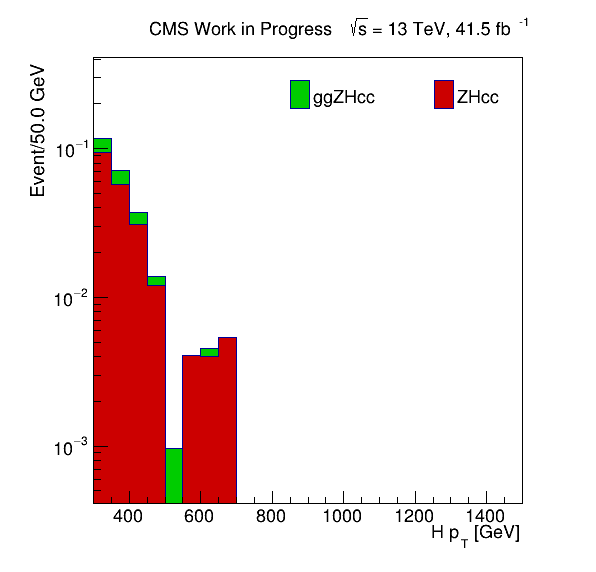 CMS Work in Progress √s = 13 TeV, 41.5 fb⁻¹
Event/50.0 GeV
ggZHcc ZHcc
10⁻¹
10⁻²
10⁻³
400 600 800 1000 1200 1400
H p_T [GeV]